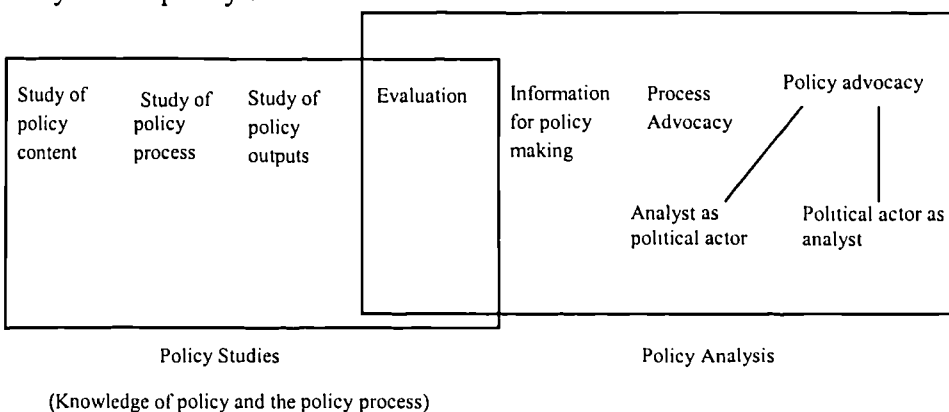 Study of
policy
content
Study of
policy
process
Study of
policy
outputs
Evaluation
Information
for policy
making
Process
Advocacy
Policy advocacy
Analyst as
political actor
Political actor as
analyst
Policy Studies
Policy Analysis
(Knowledge of policy and the policy process)